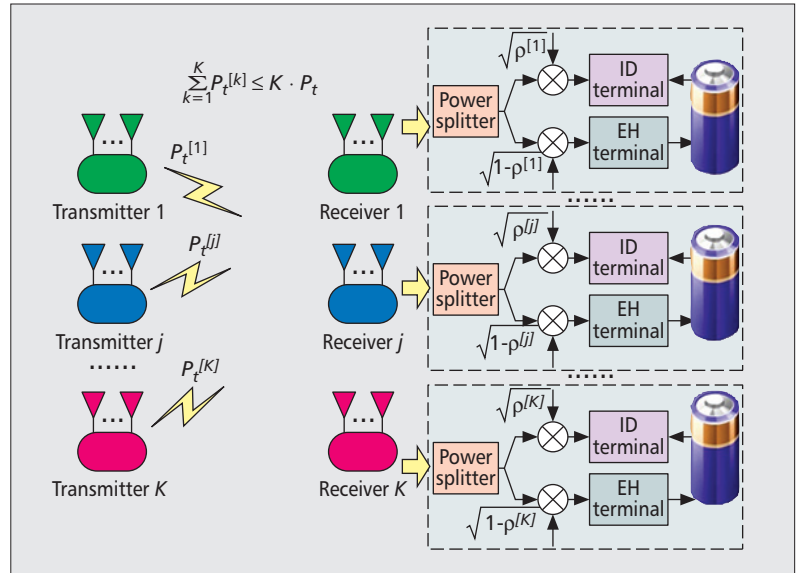 K
∑ P_t^[k] ≤ K · P_t
k=1
P_t^[1]
...
Transmitter 1
...
Receiver 1
Power
splitter
√ρ^[1]
√1-ρ^[1]
ID
terminal
EH
terminal
......
P_t^[j]
...
Transmitter j
......
...
Receiver j
Power
splitter
√ρ^[j]
√1-ρ^[j]
ID
terminal
EH
terminal
......
P_t^[K]
...
Transmitter K
...
Receiver K
Power
splitter
√ρ^[K]
√1-ρ^[K]
ID
terminal
EH
terminal